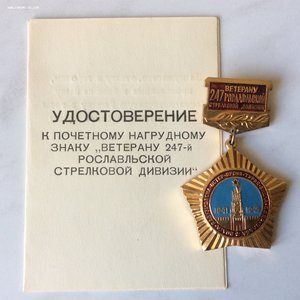 УДОСТОВЕРЕНИЕ
К ПОЧЕТНОМУ НАГРУДНОМУ
ЗНАКУ „ВЕТЕРАНУ 247-й
РОСЛАВЛЬСКОЙ
СТРЕЛКОВОЙ ДИВИЗИИ"
ВЕТЕРАНУ
247 РОСЛАВЛЬСКОЙ
СТРЕЛКОВОЙ ДИВИЗИИ